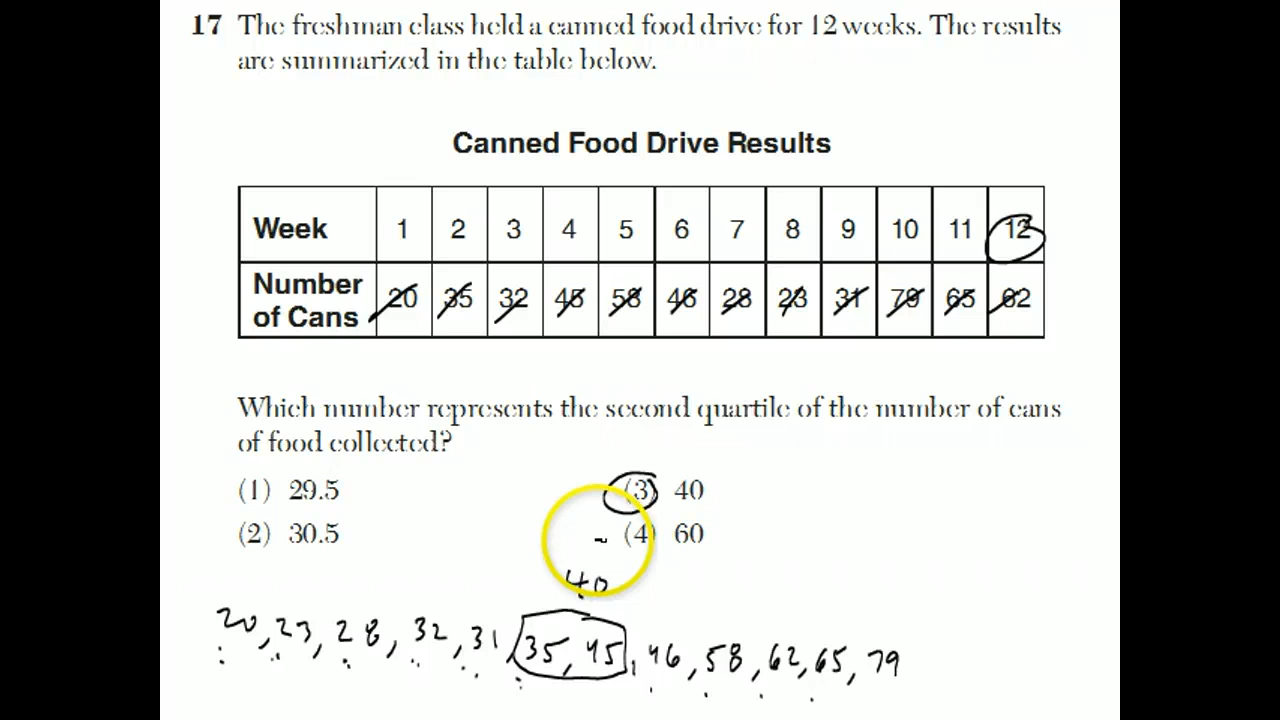 17 The freshman class held a canned food drive for 12 weeks. The results
are summarized in the table below.
Canned Food Drive Results
Week 1 2 3 4 5 6 7 8 9 10 11 12
Number of Cans 20 35 32 45 58 46 28 23 31 79 65 62
Which number represents the second quartile of the number of cans
of food collected?
(1) 29.5 (3) 40
(2) 30.5 (4) 60
40
20, 23, 28, 32, 31, 35, 45, 46, 58, 62, 65, 79